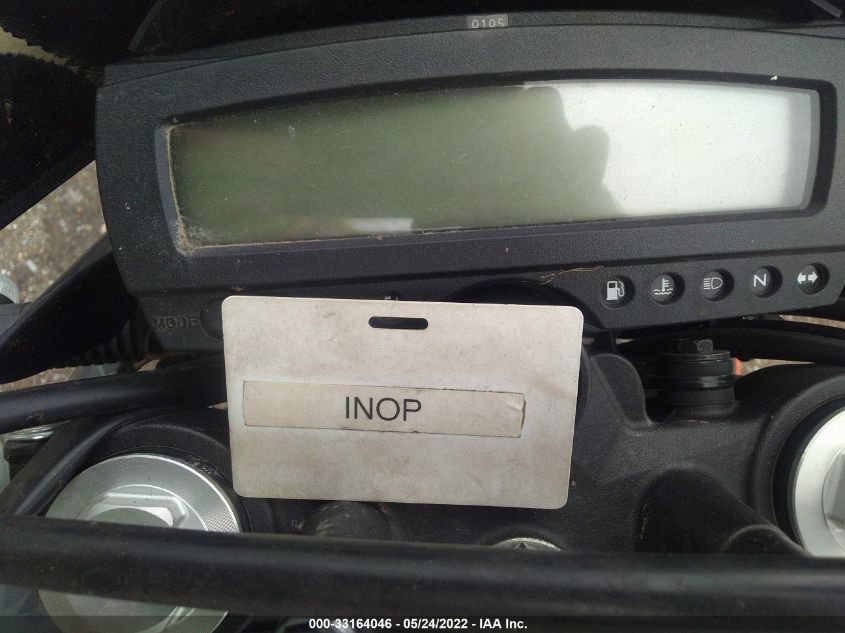 0105
MODE
N
INOP
000-33164046 - 05/24/2022 - IAA Inc.